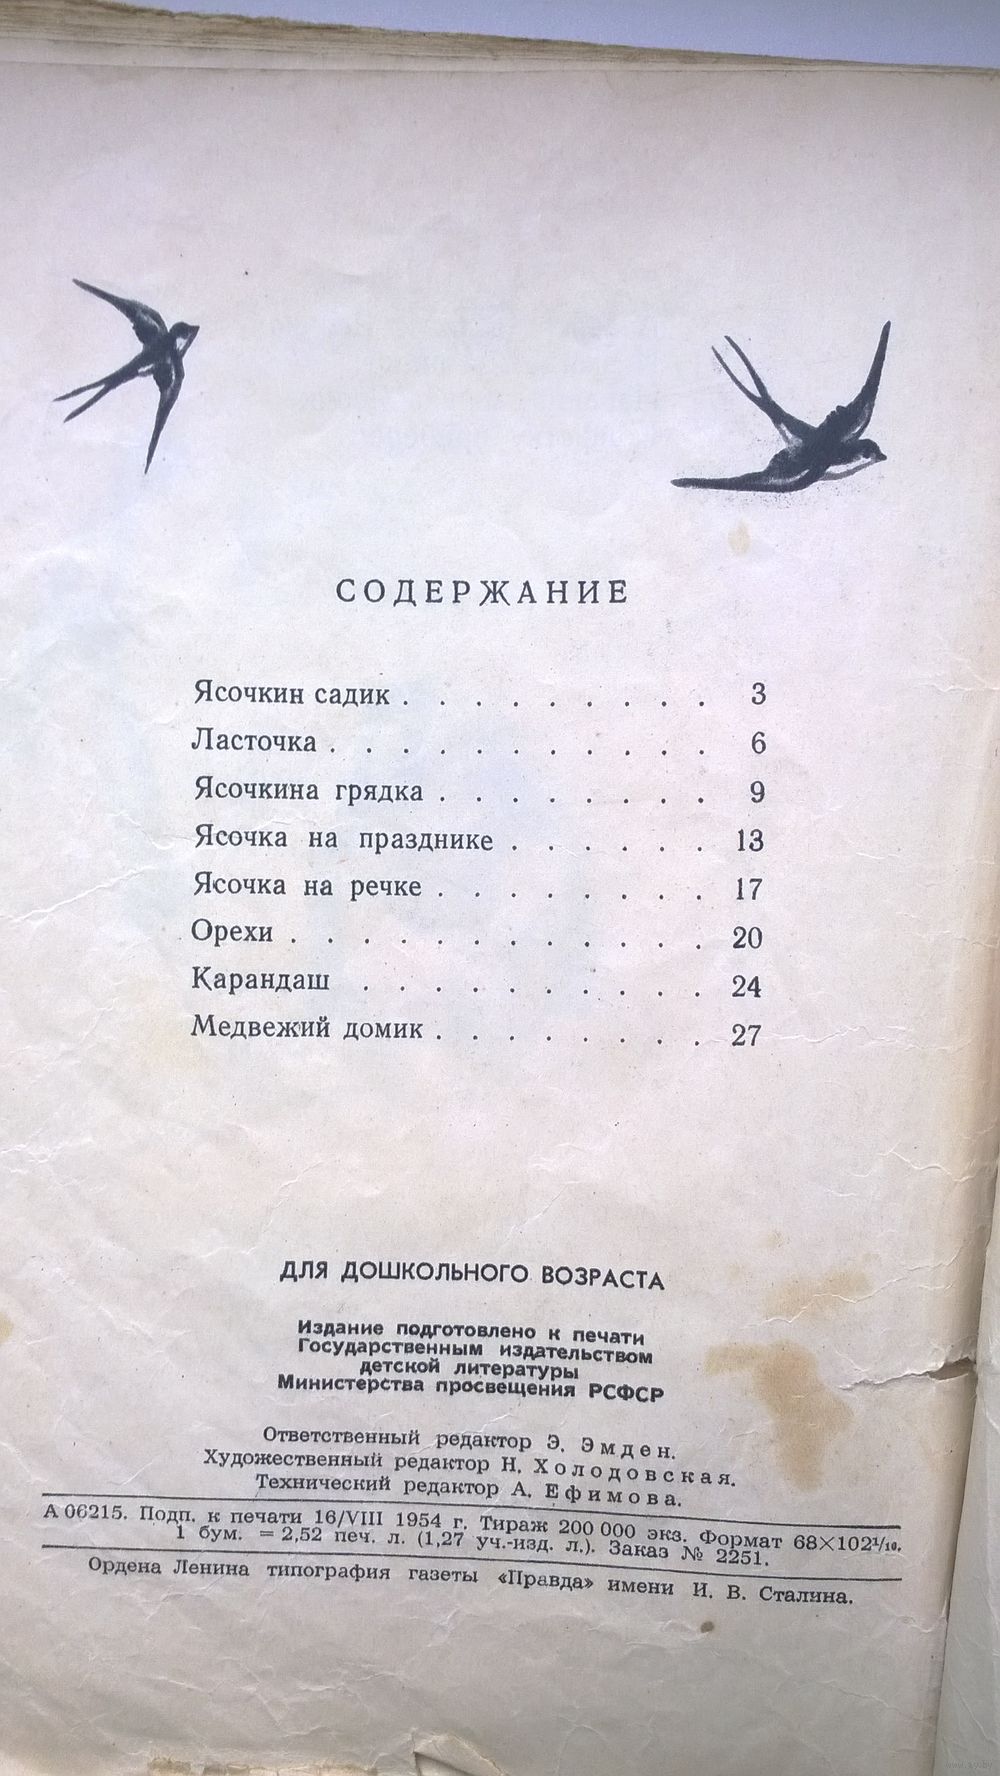 СОДЕРЖАНИЕ
Ясочкин садик . . . . . . . . . 3
Ласточка . . . . . . . . . . . 6
Ясочкина грядка . . . . . . . . 9
Ясочка на празднике . . . . . . 13
Ясочка на речке . . . . . . . . 17
Орехи . . . . . . . . . . . . 20
Карандаш . . . . . . . . . . 24
Медвежий домик . . . . . . . . 27
ДЛЯ ДОШКОЛЬНОГО ВОЗРАСТА
Издание подготовлено к печати
Государственным издательством
детской литературы
Министерства просвещения РСФСР
Ответственный редактор Э. Эмден.
Художественный редактор Н. Холодовская.
Технический редактор А. Ефимова.
А 06215. Подп. к печати 16/VIII 1954 г. Тираж 200 000 экз. Формат 68×102¹/₁₆.
1 бум. = 2,52 печ. л. (1,27 уч.-изд. л.). Заказ № 2251.
Ордена Ленина типография газеты «Правда» имени И. В. Сталина.